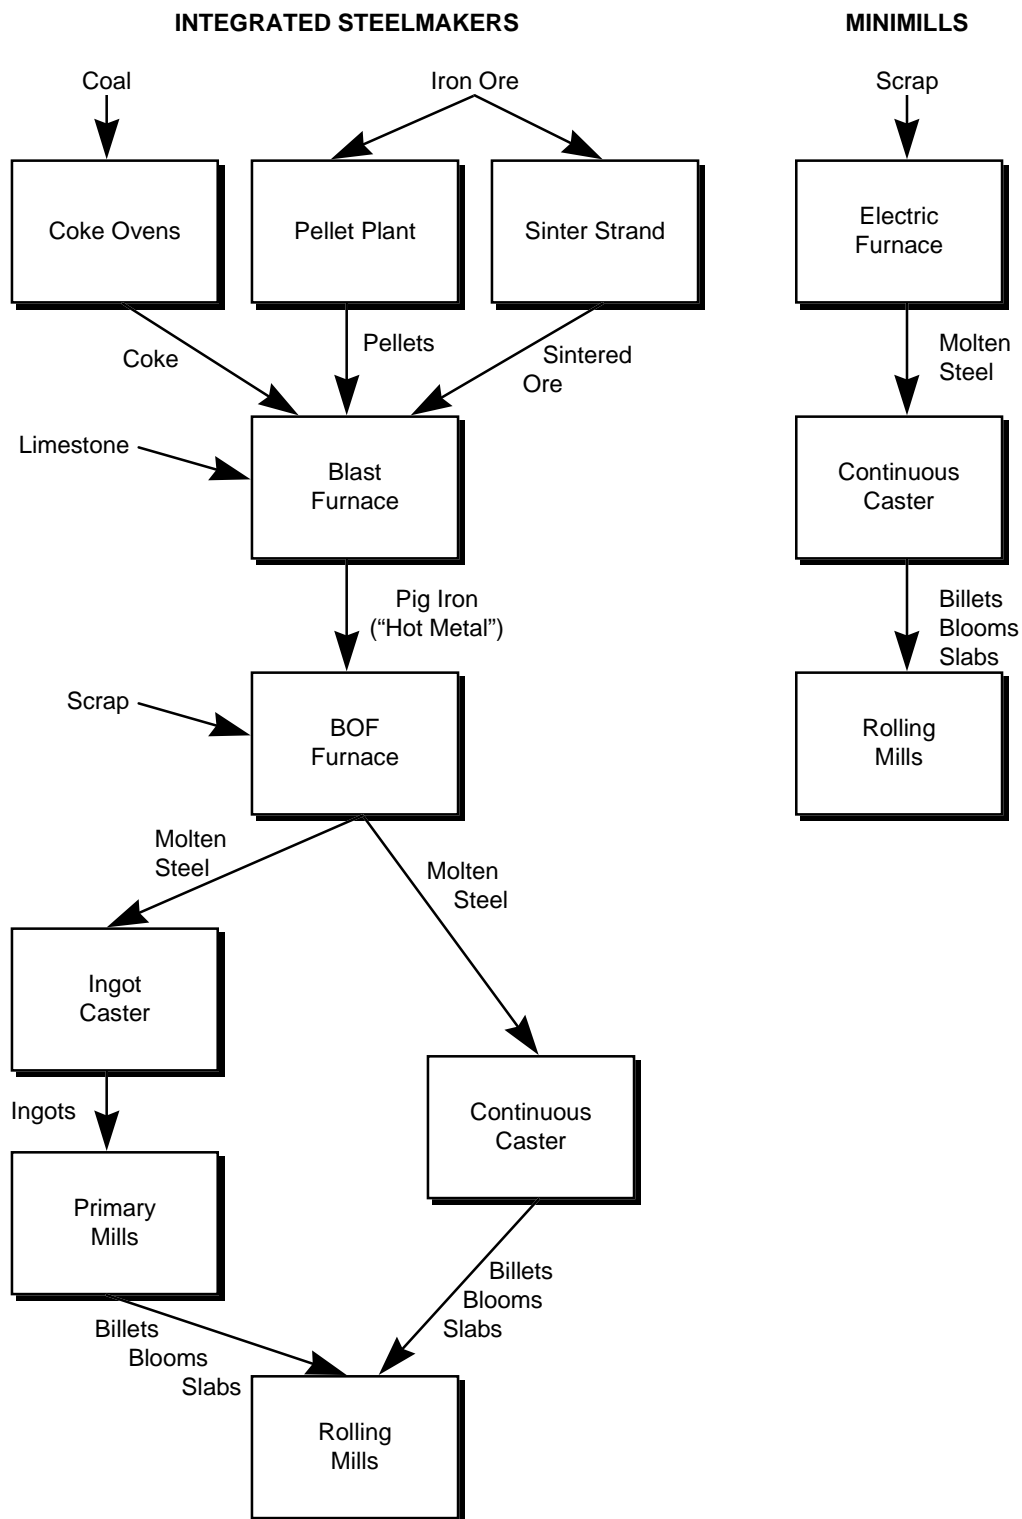 INTEGRATED STEELMAKERS
MINIMILLS
Coal
Iron Ore
Scrap
Coke Ovens
Pellet Plant
Sinter Strand
Electric
Furnace
Coke
Pellets
Sintered
Ore
Molten
Steel
Limestone
Blast
Furnace
Continuous
Caster
Pig Iron
(“Hot Metal”)
Billets
Blooms
Slabs
Scrap
BOF
Furnace
Rolling
Mills
Molten
Steel
Molten
Steel
Ingot
Caster
Ingots
Continuous
Caster
Primary
Mills
Billets
Blooms
Slabs
Billets
Blooms
Slabs
Rolling
Mills